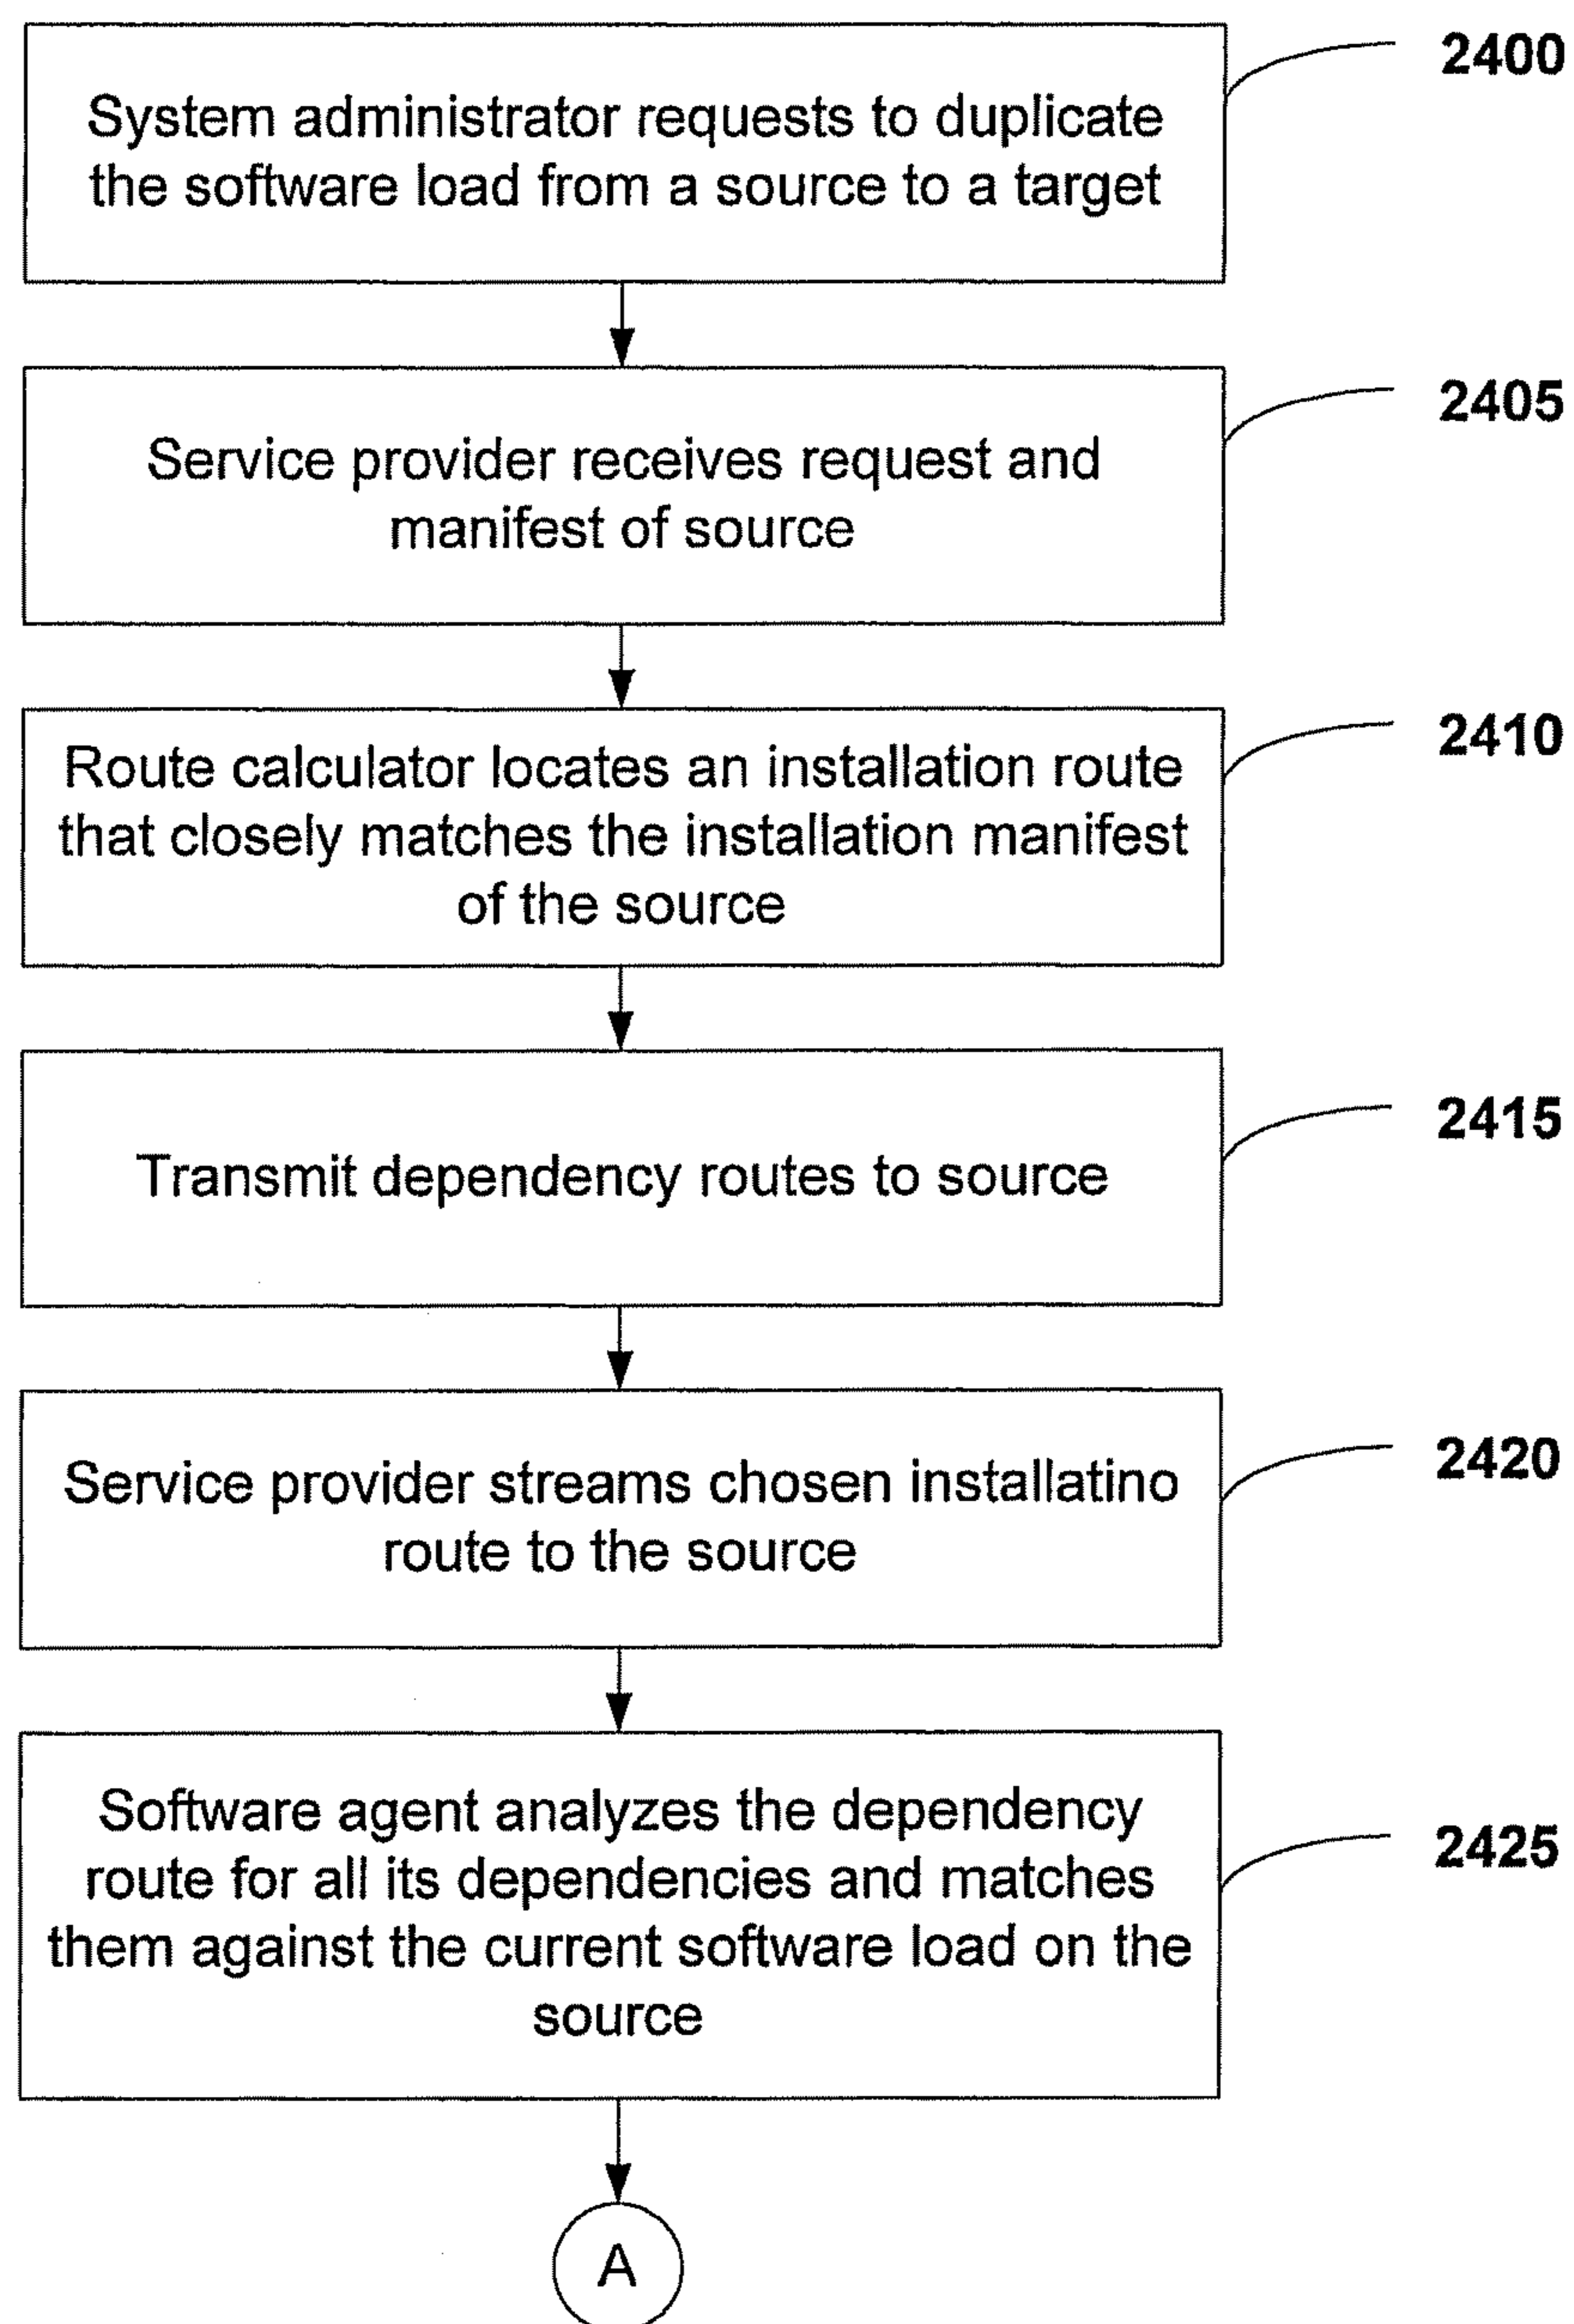 2400
System administrator requests to duplicate
the software load from a source to a target
2405
Service provider receives request and
manifest of source
2410
Route calculator locates an installation route
that closely matches the installation manifest
of the source
2415
Transmit dependency routes to source
2420
Service provider streams chosen installatino
route to the source
2425
Software agent analyzes the dependency
route for all its dependencies and matches
them against the current software load on the
source
A